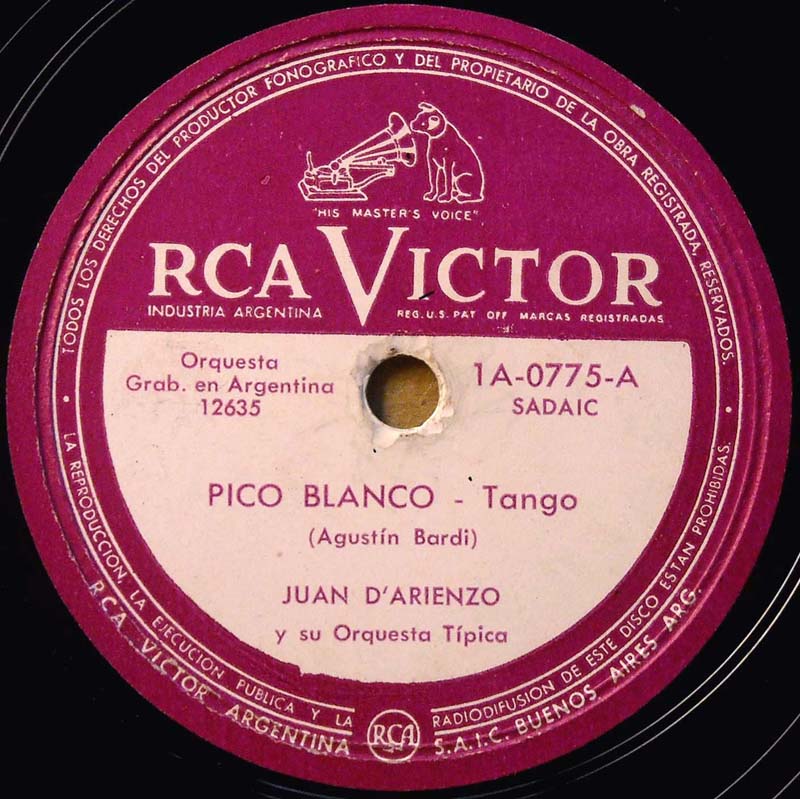 TODOS LOS DERECHOS DEL PRODUCTOR FONOGRAFICO Y DEL PROPIETARIO DE LA OBRA REGISTRADA, RESERVADOS.
"HIS MASTER'S VOICE"
RCA VICTOR
INDUSTRIA ARGENTINA
REG. U.S. PAT OFF MARCAS REGISTRADAS
Orquesta
Grab. en Argentina
12635
1A-0775-A
SADAIC
PICO BLANCO - Tango
(Agustín Bardi)
JUAN D'ARIENZO
y su Orquesta Típica
LA REPRODUCCION, LA EJECUCION PUBLICA Y LA RADIODIFUSION DE ESTE DISCO ESTAN PROHIBIDAS.
RCA VICTOR ARGENTINA S.A.I.C. BUENOS AIRES ARG.
RCA